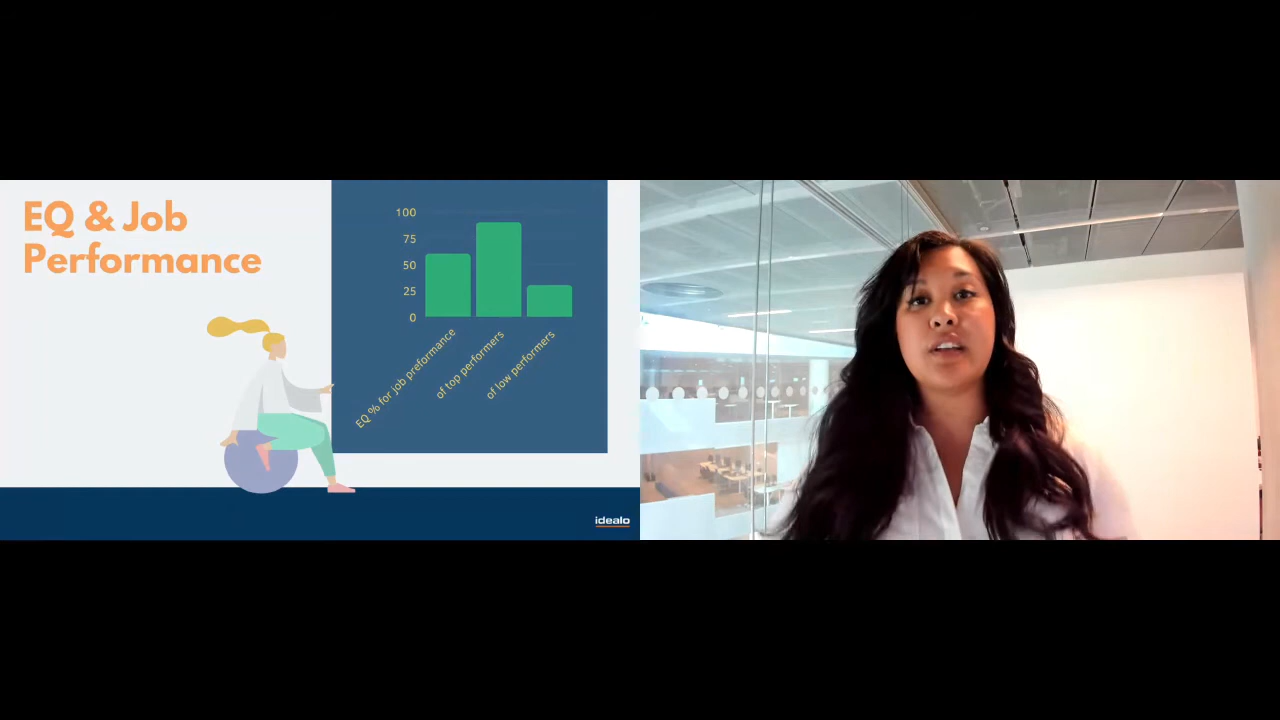 EQ & Job
Performance
100
75
50
25
0
EQ % for job preformance
of top performers
of low performers
idealo